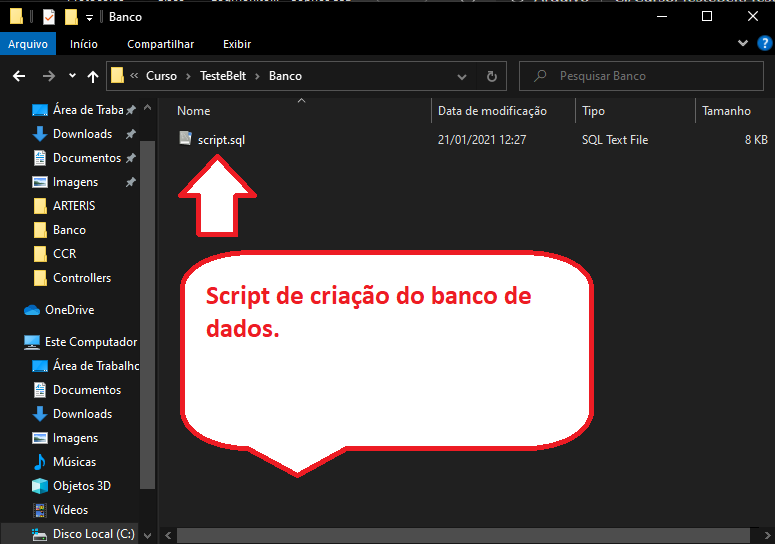 Banco
Arquivo Início Compartilhar Exibir
« Curso > TesteBelt > Banco
Pesquisar Banco
Nome Data de modificação Tipo Tamanho
script.sql 21/01/2021 12:27 SQL Text File 8 KB
Área de Traba
Downloads
Documentos
Imagens
ARTERIS
Banco
CCR
Controllers
OneDrive
Este Computador
Área de Trabalho
Documentos
Downloads
Imagens
Músicas
Objetos 3D
Vídeos
Disco Local (C:)
Script de criação do banco de
dados.